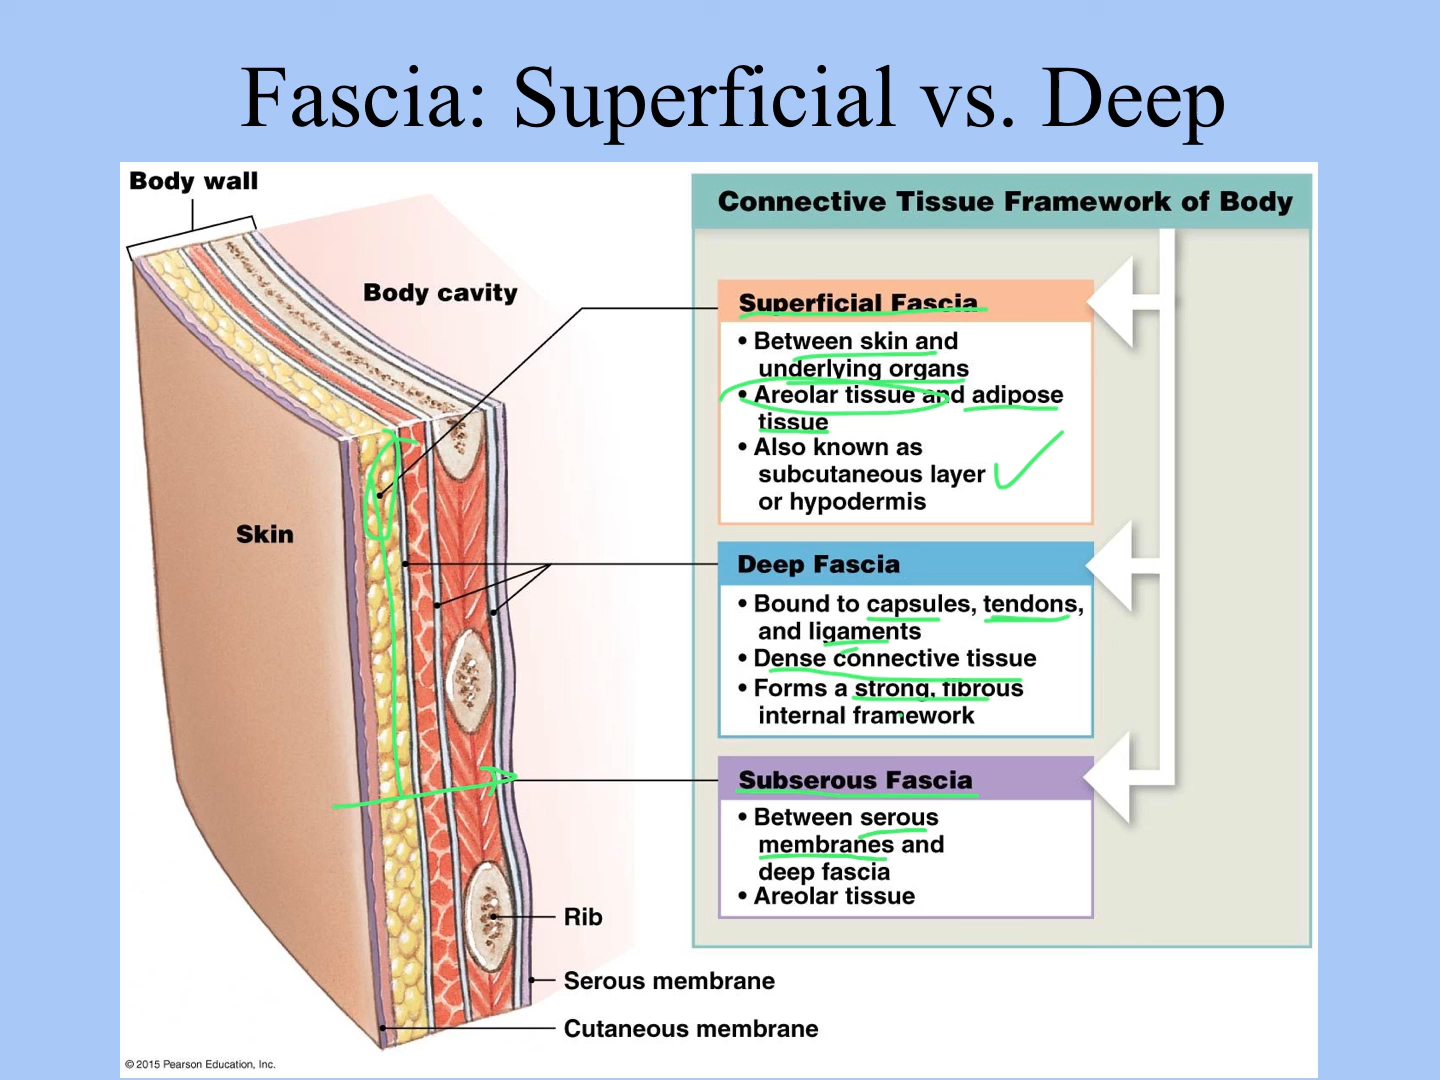 Fascia: Superficial vs. Deep
Body wall
Body cavity
Skin
Rib
Serous membrane
Cutaneous membrane
© 2015 Pearson Education, Inc.
Connective Tissue Framework of Body
Superficial Fascia
• Between skin and
underlying organs
• Areolar tissue and adipose
tissue
• Also known as
subcutaneous layer
or hypodermis
Deep Fascia
• Bound to capsules, tendons,
and ligaments
• Dense connective tissue
• Forms a strong, fibrous
internal framework
Subserous Fascia
• Between serous
membranes and
deep fascia
• Areolar tissue